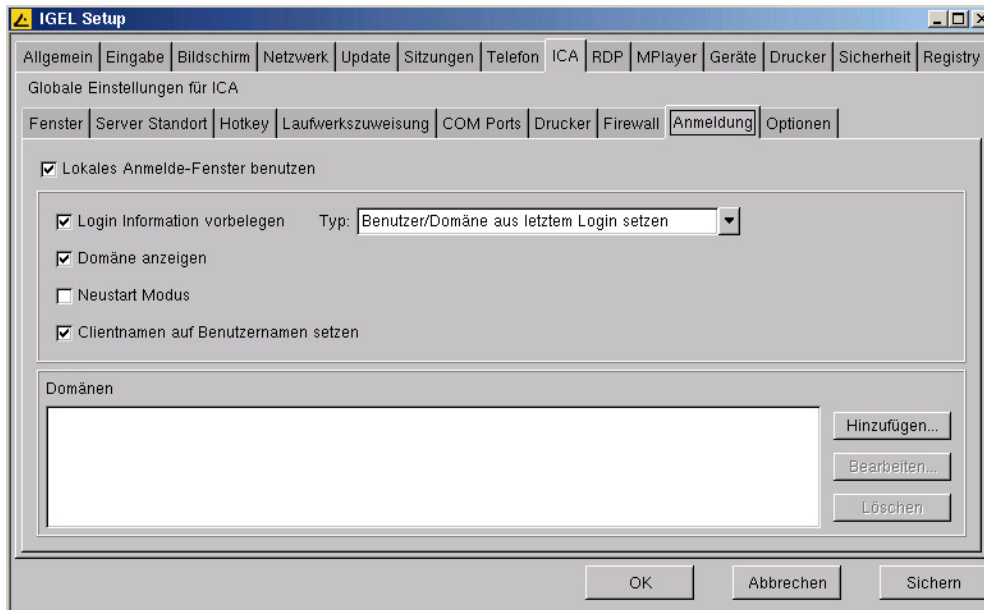 IGEL Setup
Allgemein Eingabe Bildschirm Netzwerk Update Sitzungen Telefon ICA RDP MPlayer Geräte Drucker Sicherheit Registry
Globale Einstellungen für ICA
Fenster Server Standort Hotkey Laufwerkszuweisung COM Ports Drucker Firewall Anmeldung Optionen
Lokales Anmelde-Fenster benutzen
Login Information vorbelegen Typ: Benutzer/Domäne aus letztem Login setzen
Domäne anzeigen
Neustart Modus
Clientnamen auf Benutzernamen setzen
Domänen
Hinzufügen...
Bearbeiten...
Löschen
OK Abbrechen Sichern